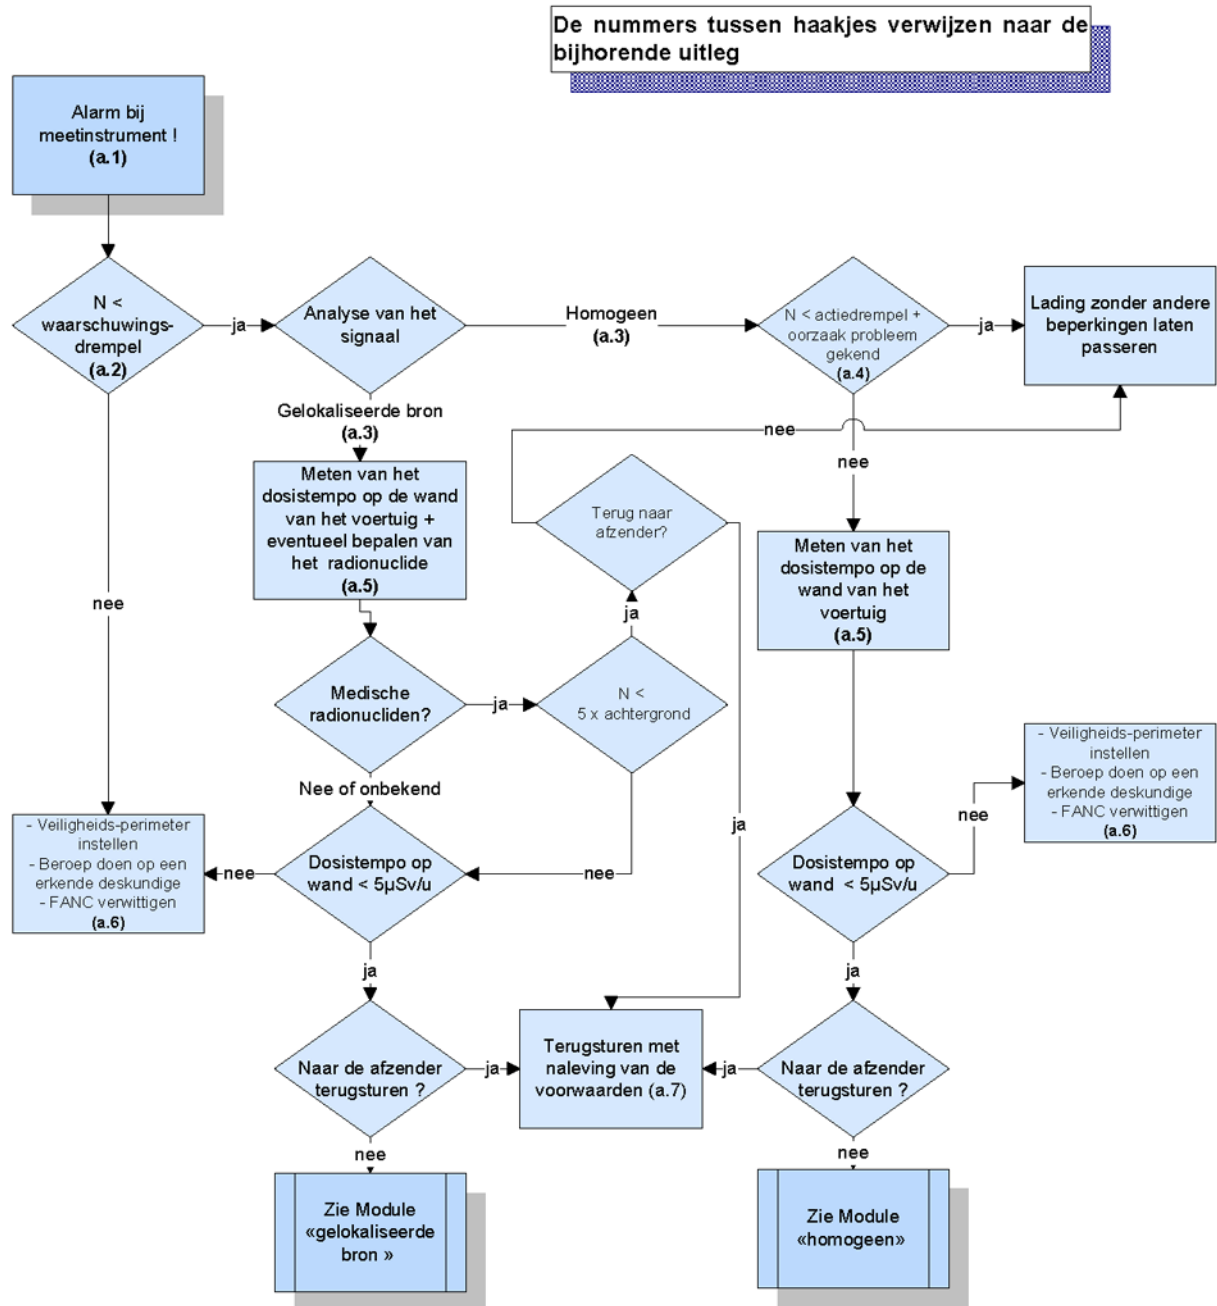 De nummers tussen haakjes verwijzen naar de
bijhorende uitleg
Alarm bij
meetinstrument !
(a.1)
N <
waarschuwings-
drempel
(a.2)
ja
Analyse van het
signaal
Homogeen
(a.3)
N < actiedrempel +
oorzaak probleem
gekend
(a.4)
ja
Lading zonder andere
beperkingen laten
passeren
Gelokaliseerde bron
(a.3)
nee
nee
Meten van het
dosistempo op de wand
van het voertuig +
eventueel bepalen van
het radionuclide
(a.5)
Terug naar
afzender?
Meten van het
dosistempo op de
wand van het
voertuig
(a.5)
nee
ja
Medische
radionucliden?
ja
N <
5 x achtergrond
Nee of onbekend
ja
- Veiligheids-perimeter
instellen
- Beroep doen op een
erkende deskundige
- FANC verwittigen
(a.6)
nee
- Veiligheids-perimeter
instellen
- Beroep doen op een
erkende deskundige
- FANC verwittigen
(a.6)
nee
Dosistempo op
wand < 5µSv/u
nee
Dosistempo op
wand < 5µSv/u
ja
ja
Naar de afzender
terugsturen ?
ja
Terugsturen met
naleving van de
voorwaarden (a.7)
ja
Naar de afzender
terugsturen ?
nee
nee
Zie Module
«gelokaliseerde
bron »
Zie Module
«homogeen»